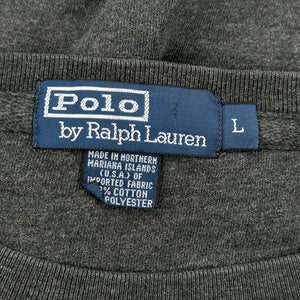 Polo
by Ralph Lauren
L
MADE IN NORTHERN
MARIANA ISLANDS
(U.S.A.) OF
IMPORTED FABRIC
% COTTON
POLYESTER